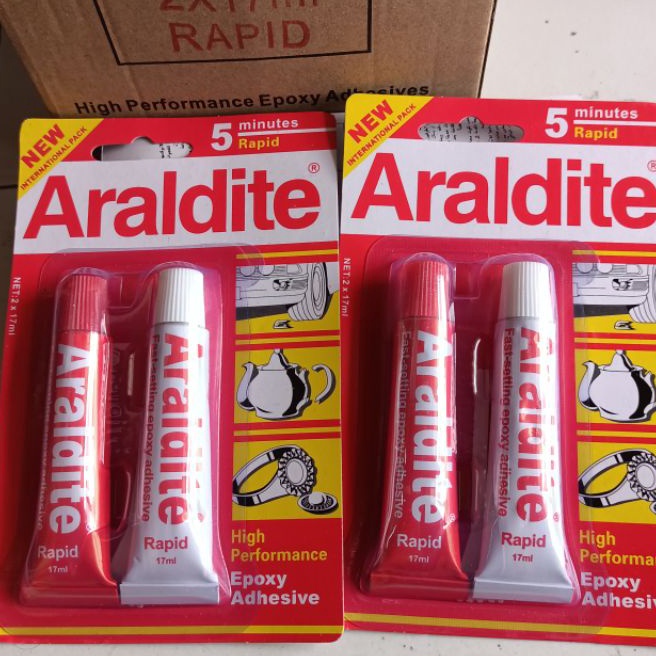 2X17ml
RAPID
High Performance Epoxy Adhesives
NEW
INTERNATIONAL PACK
5 minutes
Rapid
Araldite®
NET:2 x 17ml
Araldite
Rapid
17ml
Araldite®
Fast-setting epoxy adhesive
Rapid
17ml
High
Performance
Epoxy
Adhesive
NEW
INTERNATIONAL PACK
5 minutes
Rapid
Araldite®
NET:2 x 17ml
Araldite®
Fast-setting epoxy adhesive
Rapid
17ml
Araldite
Fast-setting epoxy adhesive
Rapid
17ml
High
Performa
Epoxy
Adhesiv